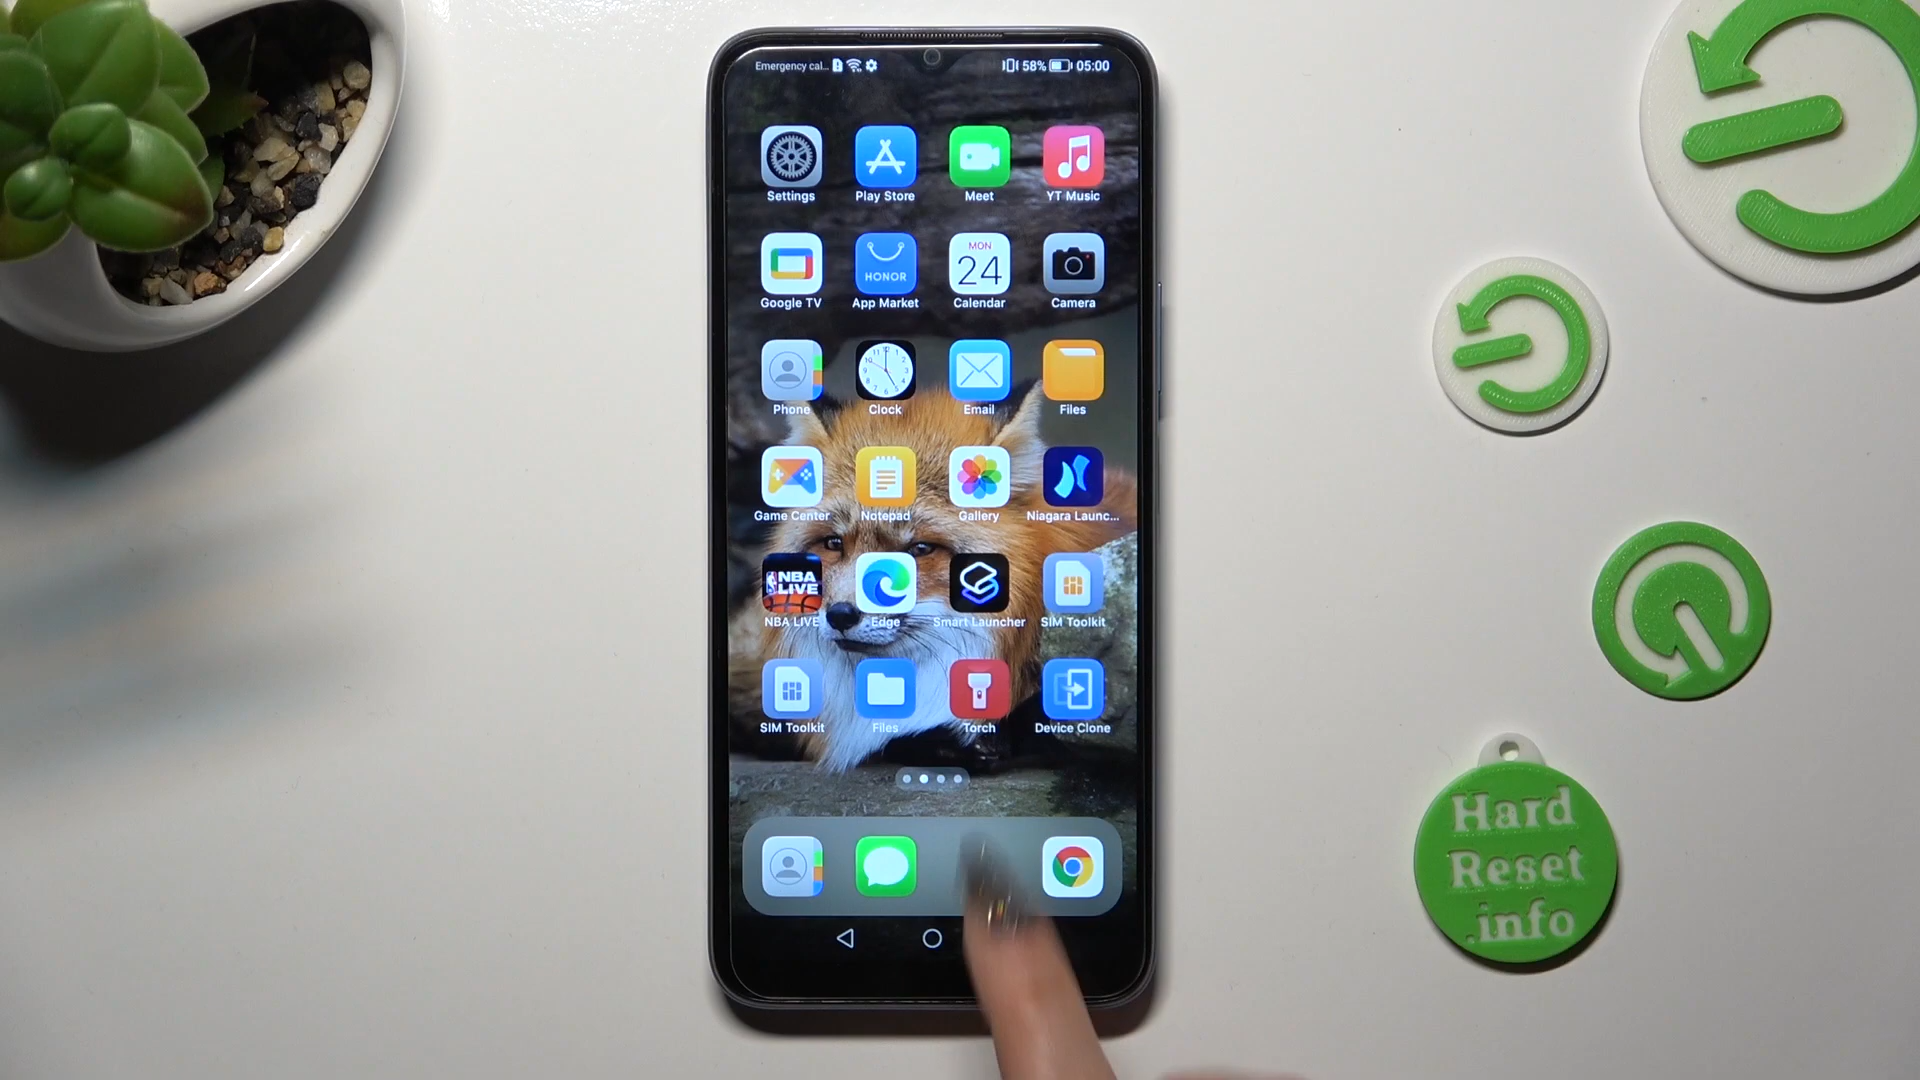 Emergency cal... 58% 05:00
Settings Play Store Meet YT Music
HONOR MON 24
Google TV App Market Calendar Camera
Phone Clock Email Files
Game Center Notepad Gallery Niagara Launc...
NBA LIVE
NBA LIVE Edge Smart Launcher SIM Toolkit
SIM Toolkit Files Torch Device Clone
Hard
Reset
.info